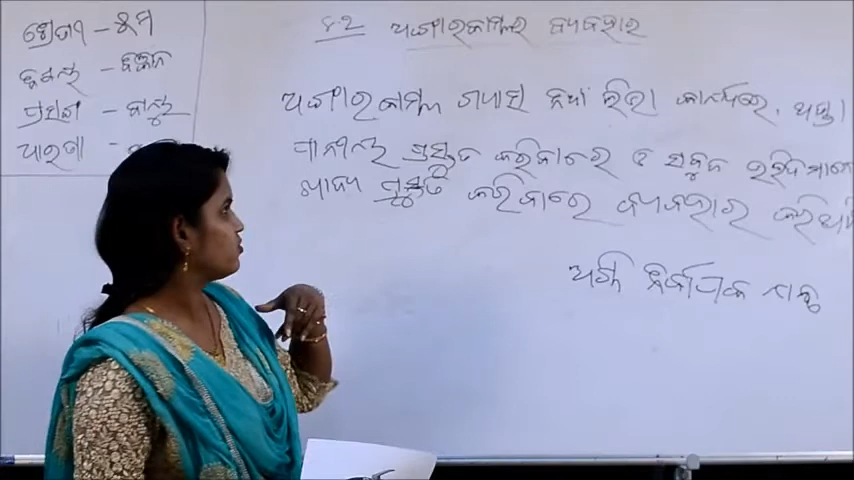 ଶ୍ରେଣୀ - ୫ମ
ବିଷୟ - ବିଜ୍ଞାନ
ପ୍ରସଙ୍ଗ - ବାୟୁ
ପାଠ୍ୟ -
୪.୨ ଅଙ୍ଗାରକାମ୍ଳର ବ୍ୟବହାର
ଅଙ୍ଗାରକାମ୍ଳ ଗ୍ୟାସ ନିଆଁ ଲିଭା କାର୍ଯ୍ୟରେ, ଥଣ୍ଡା
ପାନୀୟ ପ୍ରସ୍ତୁତ କରିବାରେ ଓ ସବୁଜ ଉଦ୍ଭିଦମାନେ
ଖାଦ୍ୟ ପ୍ରସ୍ତୁତି କରିବାରେ ବ୍ୟବହାର କରିଥା
ଅଗ୍ନି ନିର୍ବାପକ ଯନ୍ତ୍ର